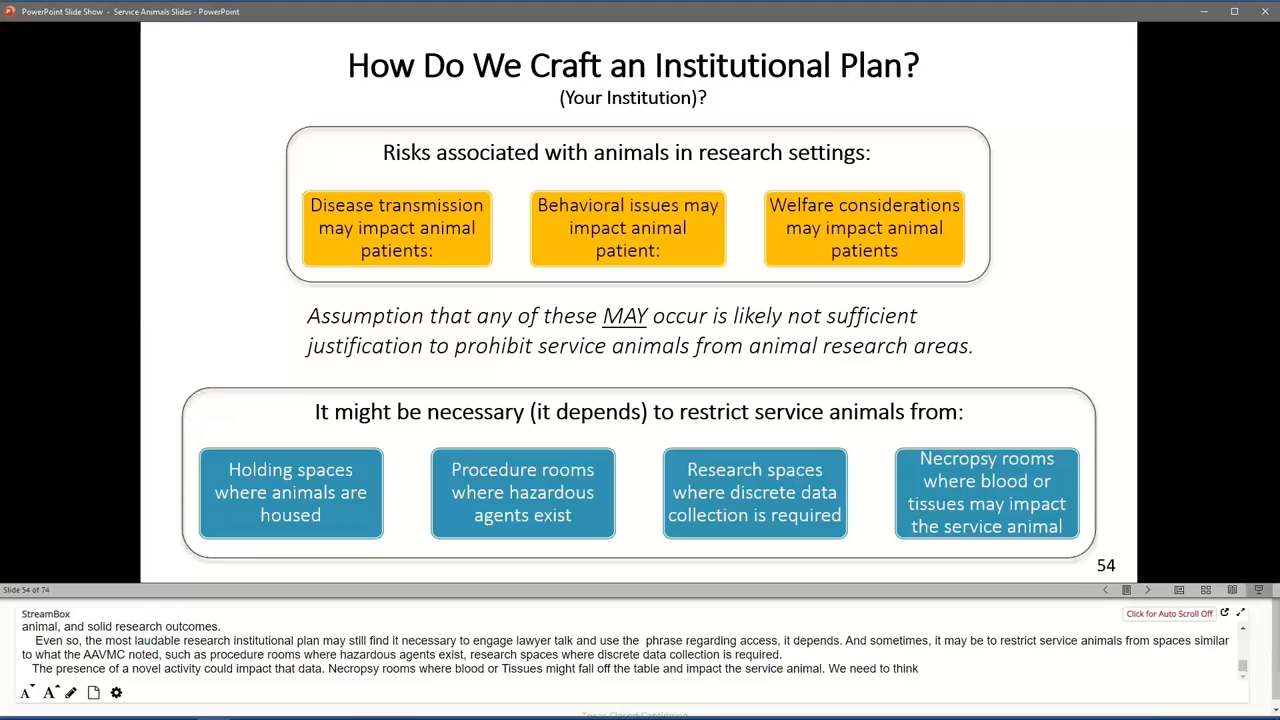 PowerPoint Slide Show - Service Animals Slides - PowerPoint
How Do We Craft an Institutional Plan?
(Your Institution)?
Risks associated with animals in research settings:
Disease transmission
may impact animal
patients:
Behavioral issues may
impact animal
patient:
Welfare considerations
may impact animal
patients
Assumption that any of these MAY occur is likely not sufficient
justification to prohibit service animals from animal research areas.
It might be necessary (it depends) to restrict service animals from:
Holding spaces
where animals are
housed
Procedure rooms
where hazardous
agents exist
Research spaces
where discrete data
collection is required
Necropsy rooms
where blood or
tissues may impact
the service animal
54
Slide 54 of 74
StreamBox
Click for Auto Scroll Off
animal, and solid research outcomes.
Even so, the most laudable research institutional plan may still find it necessary to engage lawyer talk and use the phrase regarding access, it depends. And sometimes, it may be to restrict service animals from spaces similar
to what the AAVMC noted, such as procedure rooms where hazardous agents exist, research spaces where discrete data collection is required.
The presence of a novel activity could impact that data. Necropsy rooms where blood or Tissues might fall off the table and impact the service animal. We need to think
A A
Texas Closed Captioning